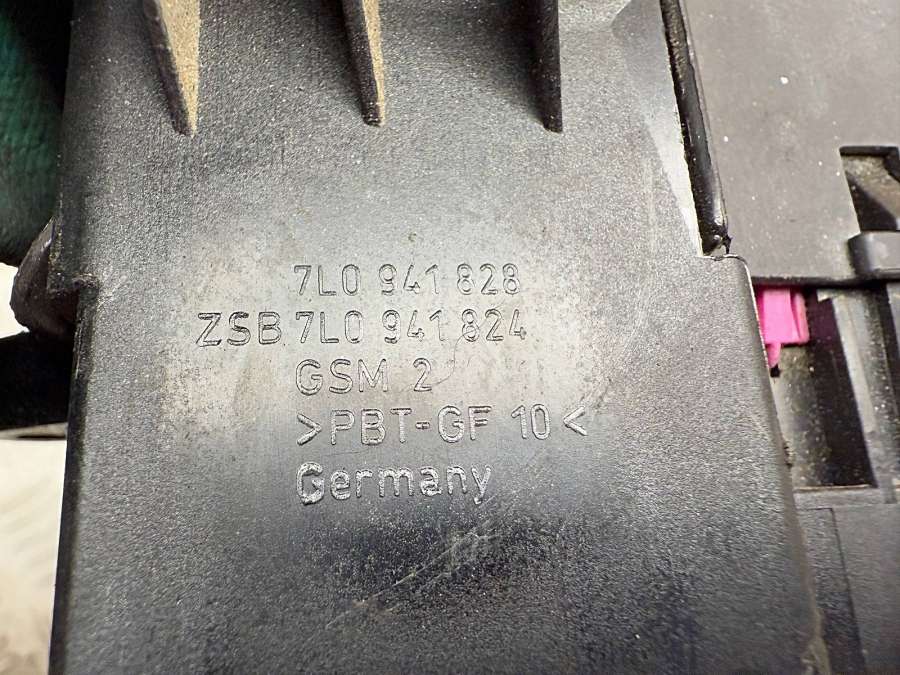 7L0 941 828
ZSB 7L0 941 824
GSM 2
>PBT-GF 10<
Germany